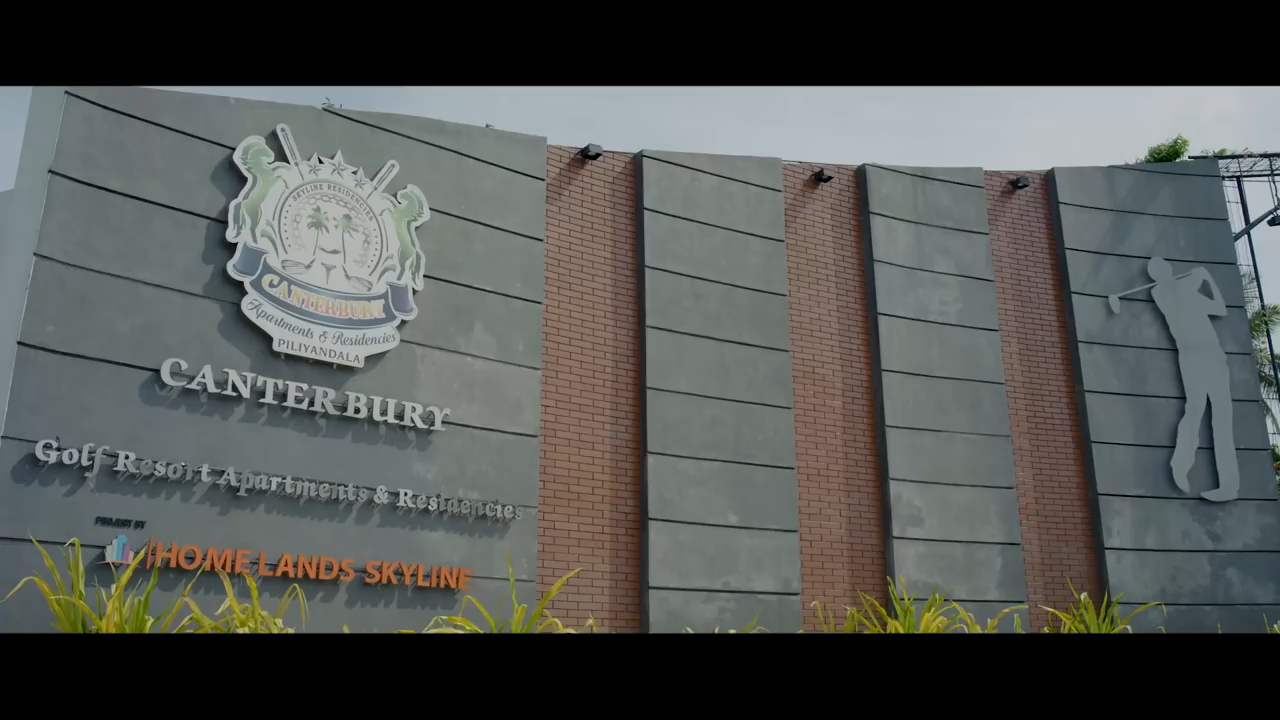 SKYLINE RESIDENCIES
CANTERBURY
Apartments & Residencies
PILIYANDALA
CANTERBURY
Golf Resort Apartments & Residencies
PROJECT BY
HOME LANDS SKYLINE